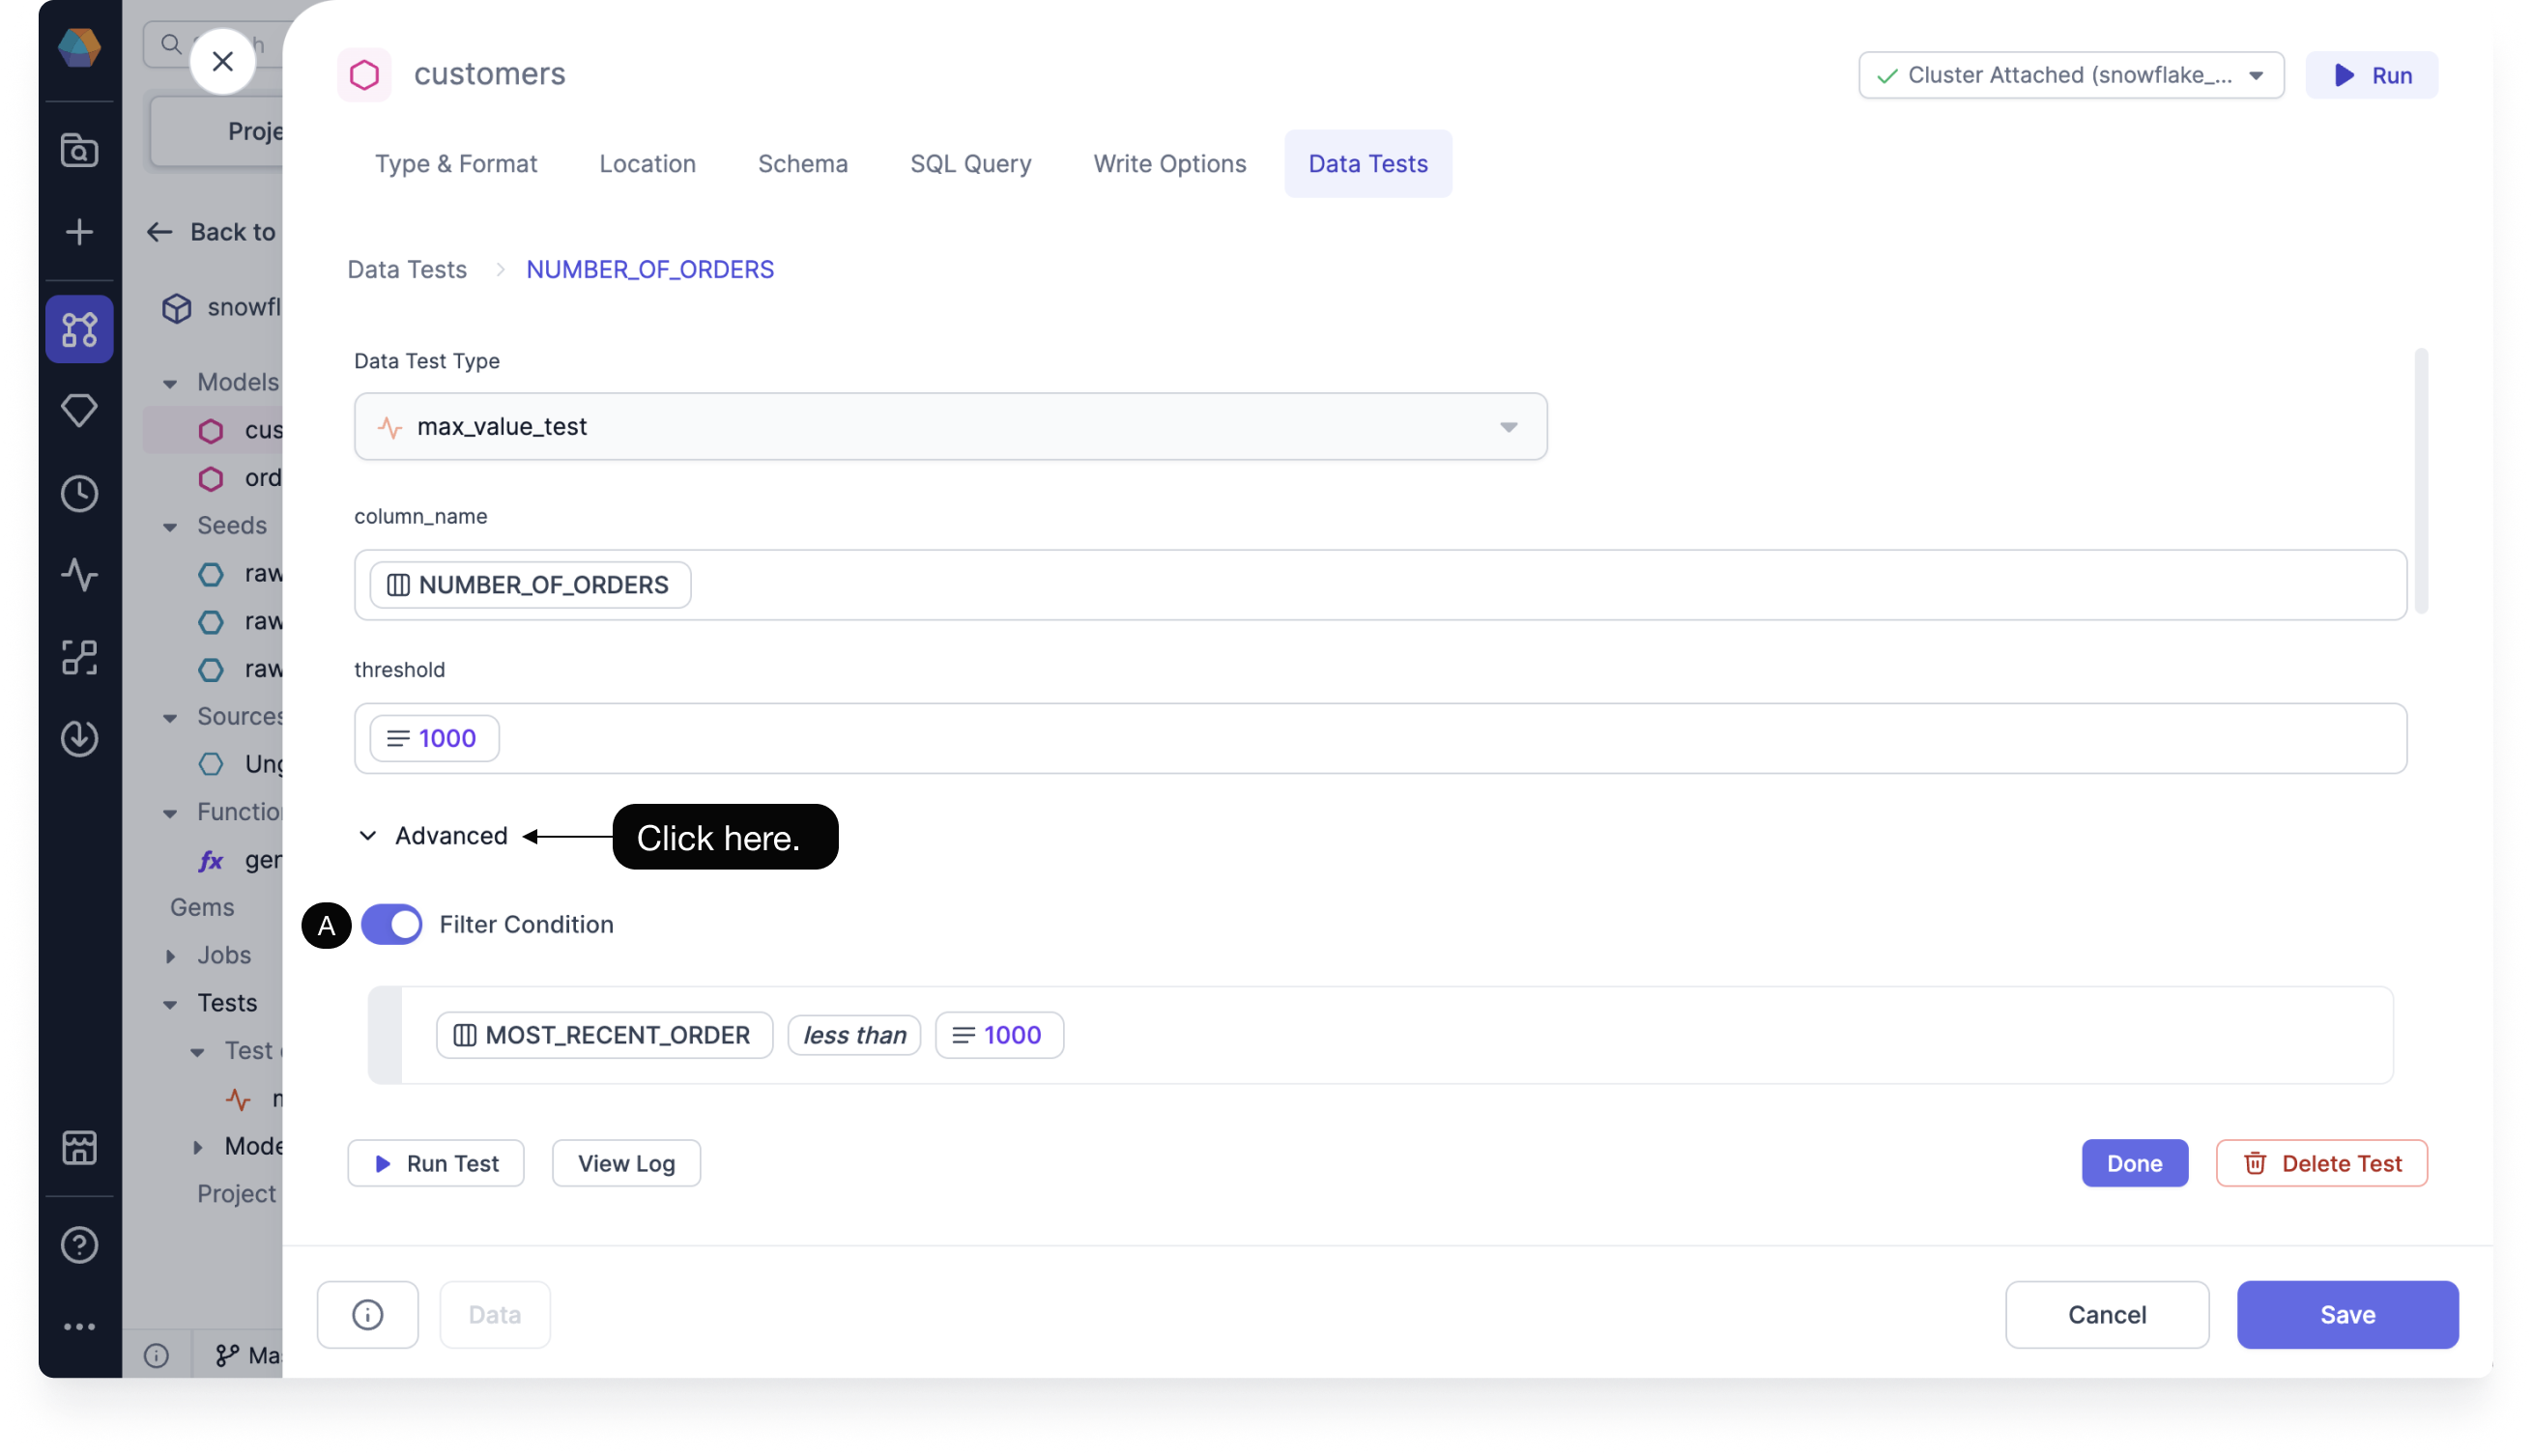 customers
Cluster Attached (snowflake_...
Run
Proje
Type & Format
Location
Schema
SQL Query
Write Options
Data Tests
Back to
Data Tests
NUMBER_OF_ORDERS
snowfl
Data Test Type
Models
max_value_test
cus
ord
column_name
Seeds
raw
NUMBER_OF_ORDERS
raw
threshold
raw
Sources
1000
Ung
Function
Advanced
Click here.
fx
ger
Gems
A
Filter Condition
Jobs
Tests
MOST_RECENT_ORDER
less than
1000
Test
Mode
Run Test
View Log
Done
Delete Test
Project
Data
Cancel
Save
Mas